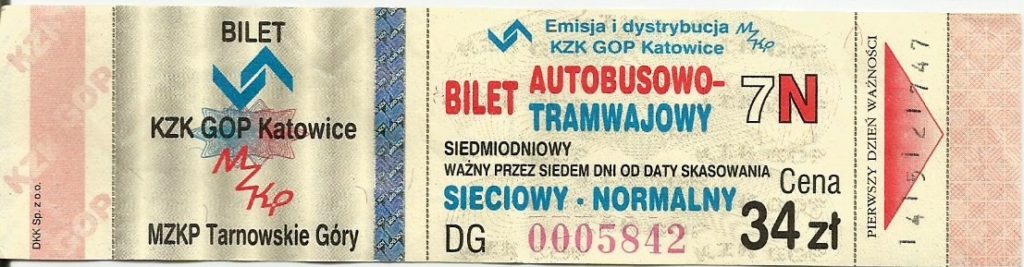 KZK GOP
DKK Sp. z o.o.
BILET
KZK GOP Katowice
MZKP
MZKP Tarnowskie Góry
Emisja i dystrybucja MZKP
KZK GOP Katowice
BILET AUTOBUSOWO-
TRAMWAJOWY
7N
SIEDMIODNIOWY
WAŻNY PRZEZ SIEDEM DNI OD DATY SKASOWANIA
SIECIOWY · NORMALNY
Cena
34 zł
DG 0005842
PIERWSZY DZIEŃ WAŻNOŚCI